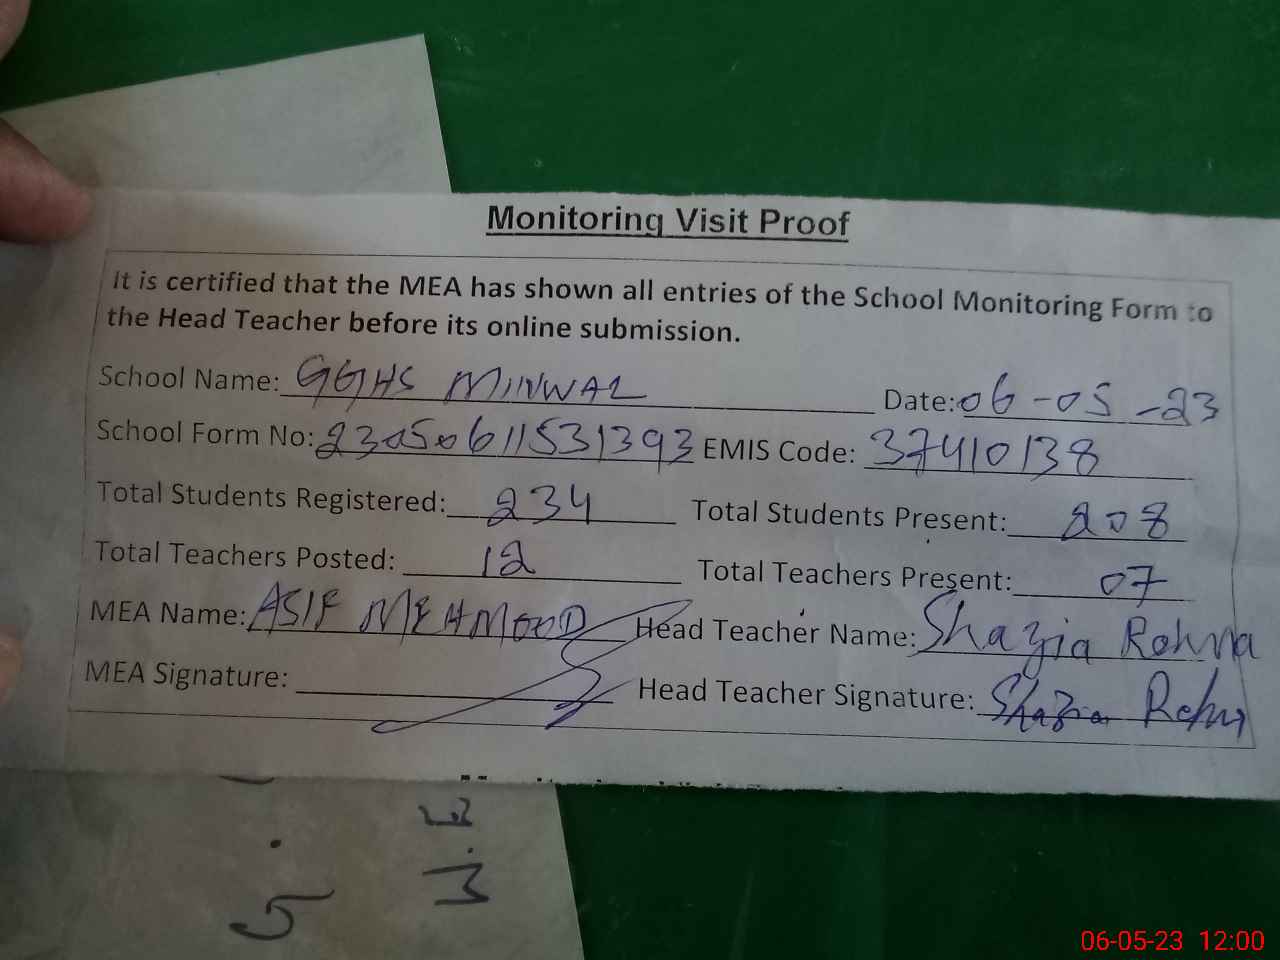 Monitoring Visit Proof
It is certified that the MEA has shown all entries of the School Monitoring Form to
the Head Teacher before its online submission.
School Name: GGHS MINWAL Date: 06-05-23
School Form No: 23050611531393 EMIS Code: 37410138
Total Students Registered: 234 Total Students Present: 208
Total Teachers Posted: 12 Total Teachers Present: 07
MEA Name: ASIF MEHMOOD Head Teacher Name: Shazia
MEA Signature: Head Teacher Signature: Shazia
06-05-23 12:00